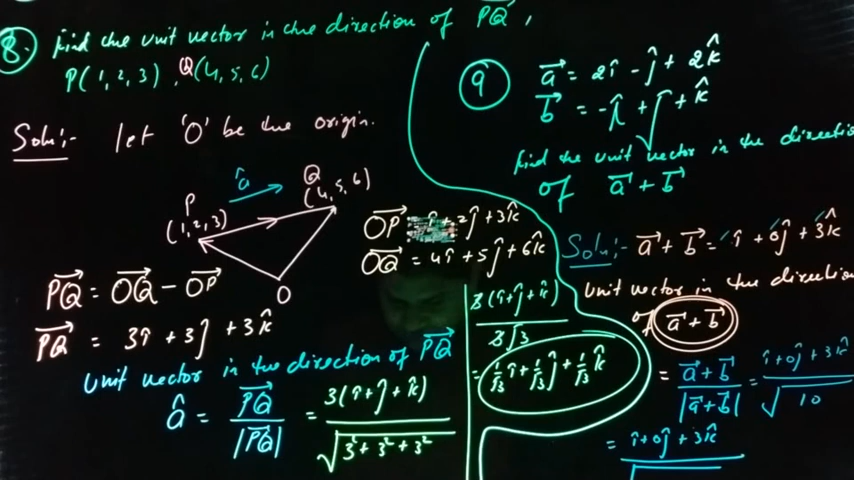 8. Find the unit vector in the direction of PQ⃗,
P(1,2,3), Q(4,5,6)
Soln:- let 'O' be the origin.
â
P
(1,2,3)
Q
(4,5,6)
O
OP⃗ + 2ĵ + 3k̂
OQ⃗ = 4î + 5ĵ + 6k̂
PQ⃗ = OQ⃗ − OP⃗
PQ⃗ = 3î + 3ĵ + 3k̂
Unit vector in the direction of PQ⃗
â = PQ⃗ / |PQ⃗| = 3(î + ĵ + k̂) / √(3² + 3² + 3²)
3(î + ĵ + k̂) / 3√3
= 1/√3 î + 1/√3 ĵ + 1/√3 k̂
9 a⃗ = 2î − ĵ + 2k̂
b⃗ = −î + ĵ + k̂
find the unit vector in the direction
of a⃗ + b⃗
Soln:- a⃗ + b⃗ = î + 0ĵ + 3k̂
Unit vector in the direction
of a⃗ + b⃗
= a⃗ + b⃗ / |a⃗ + b⃗| = î + 0ĵ + 3k̂ / √10
= î + 0ĵ + 3k̂ / √